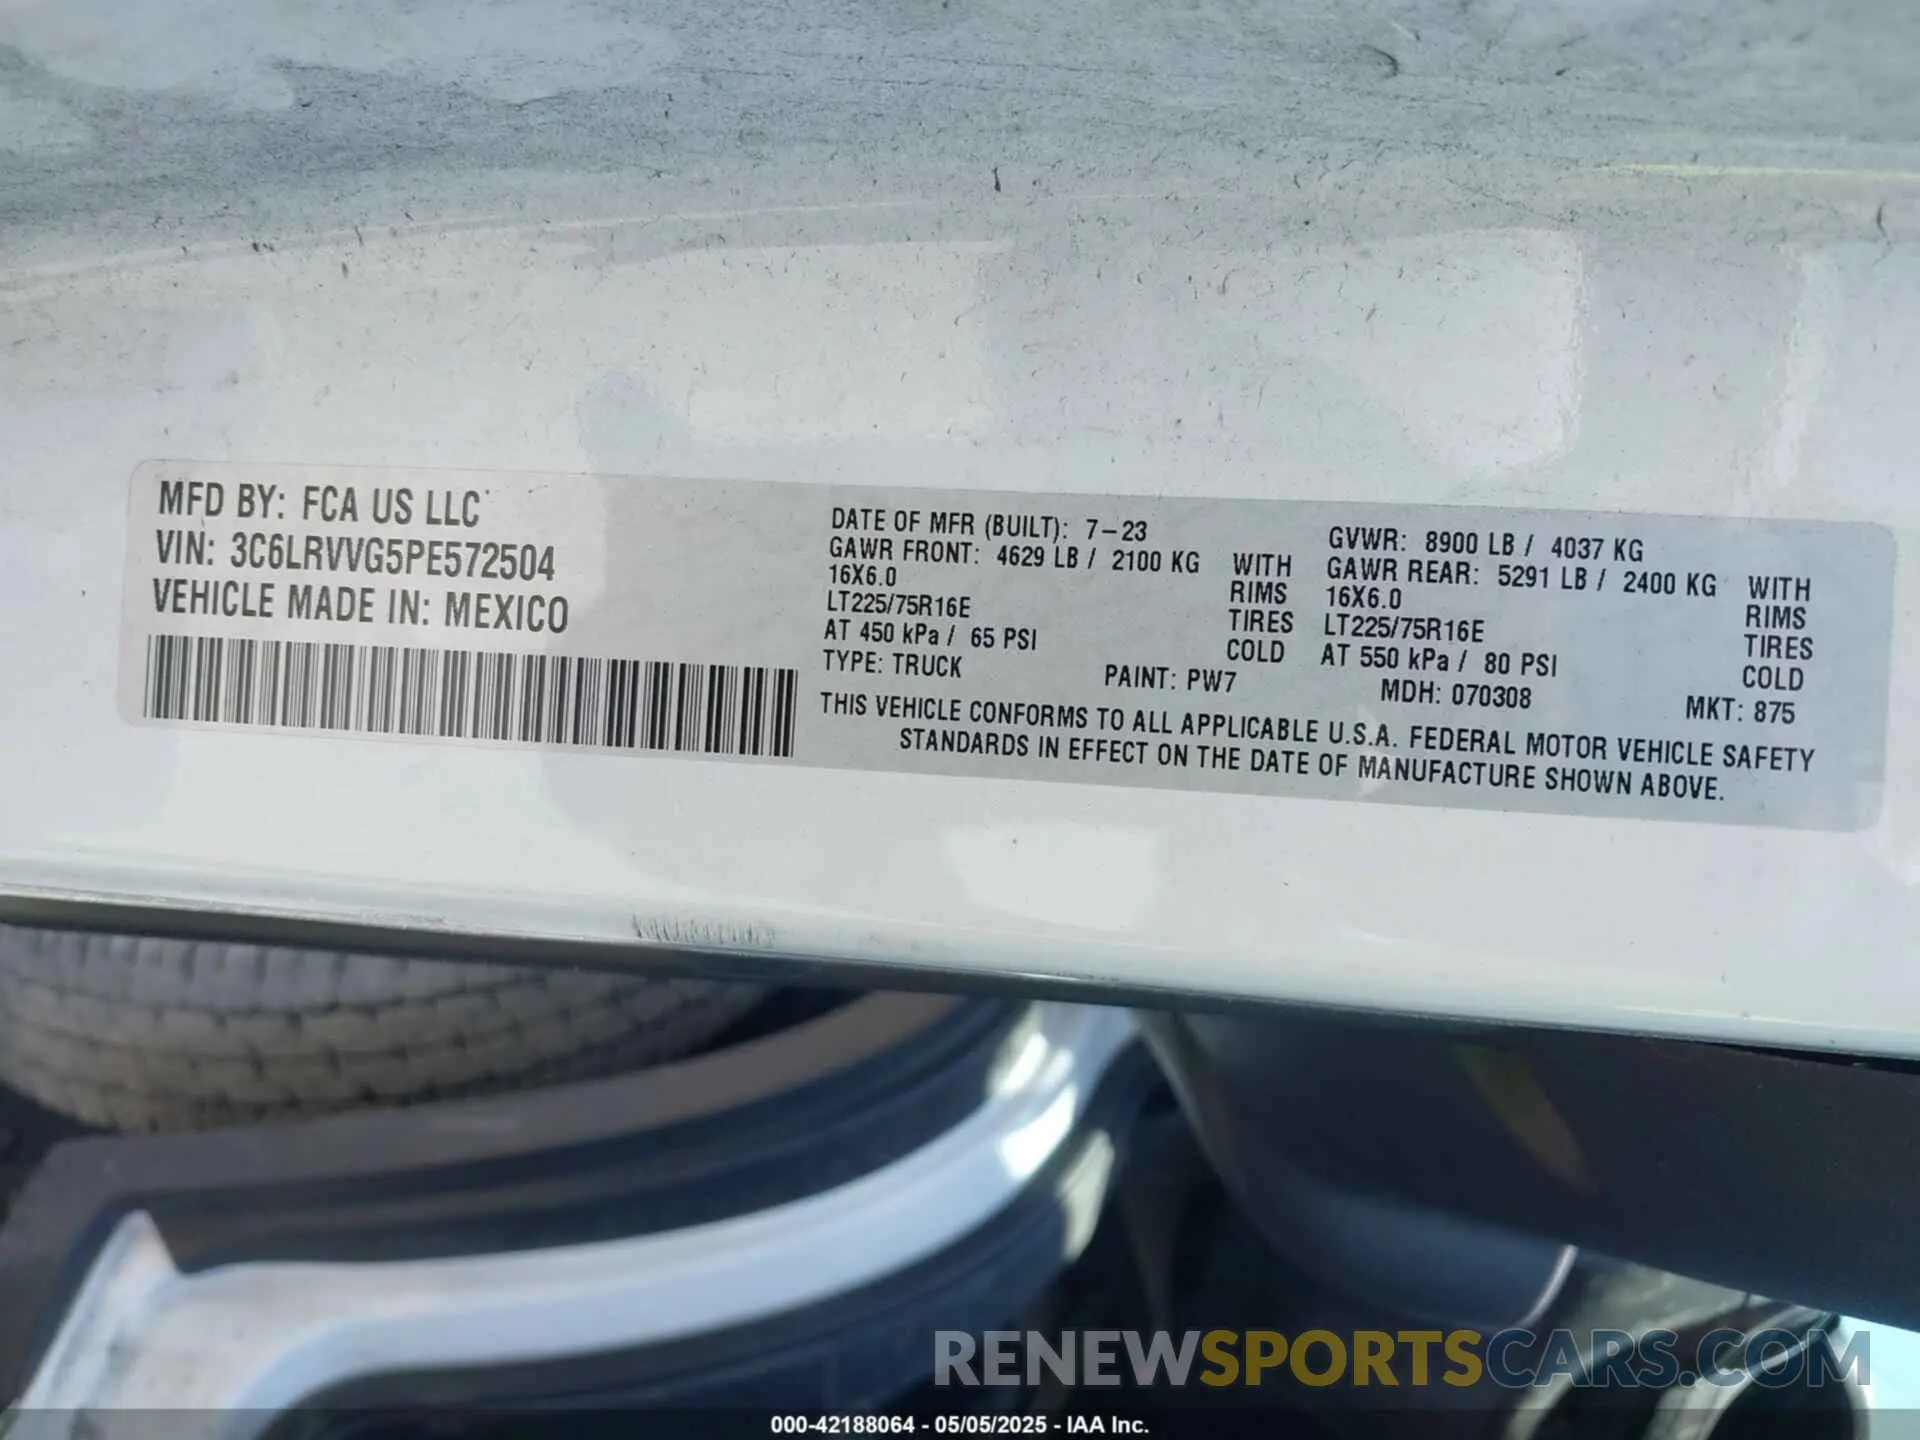 MFD BY: FCA US LLC
VIN: 3C6LRVVG5PE572504
VEHICLE MADE IN: MEXICO
DATE OF MFR (BUILT): 7-23
GVWR: 8900 LB / 4037 KG
GAWR FRONT: 4629 LB / 2100 KG WITH
16X6.0 RIMS
LT225/75R16E TIRES
AT 450 kPa / 65 PSI COLD
GAWR REAR: 5291 LB / 2400 KG WITH
16X6.0 RIMS
LT225/75R16E TIRES
AT 550 kPa / 80 PSI COLD
TYPE: TRUCK PAINT: PW7 MDH: 070308 MKT: 875
THIS VEHICLE CONFORMS TO ALL APPLICABLE U.S.A. FEDERAL MOTOR VEHICLE SAFETY
STANDARDS IN EFFECT ON THE DATE OF MANUFACTURE SHOWN ABOVE.
RENEWSPORTSCARS.COM
000-42188064 - 05/05/2025 - IAA Inc.